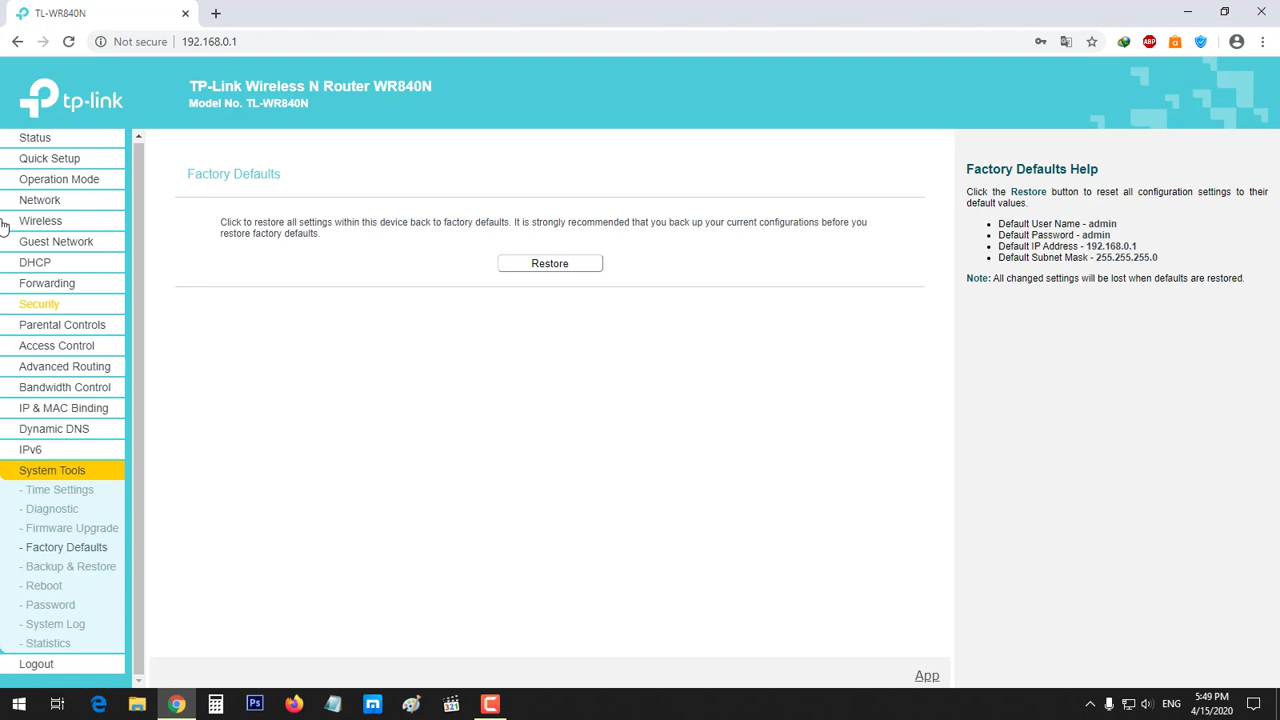 TL-WR840N
Not secure
192.168.0.1
ABP
a
tp-link
TP-Link Wireless N Router WR840N
Model No. TL-WR840N
Status
Quick Setup
Operation Mode
Network
Wireless
Guest Network
DHCP
Forwarding
Security
Parental Controls
Access Control
Advanced Routing
Bandwidth Control
IP & MAC Binding
Dynamic DNS
IPv6
System Tools
- Time Settings
- Diagnostic
- Firmware Upgrade
- Factory Defaults
- Backup & Restore
- Reboot
- Password
- System Log
- Statistics
Logout
Factory Defaults
Click to restore all settings within this device back to factory defaults. It is strongly recommended that you back up your current configurations before you
restore factory defaults.
Restore
App
Factory Defaults Help
Click the Restore button to reset all configuration settings to their
default values.
Default User Name - admin
Default Password - admin
Default IP Address - 192.168.0.1
Default Subnet Mask - 255.255.255.0
Note: All changed settings will be lost when defaults are restored.
Ps
ENG
5:49 PM
4/15/2020